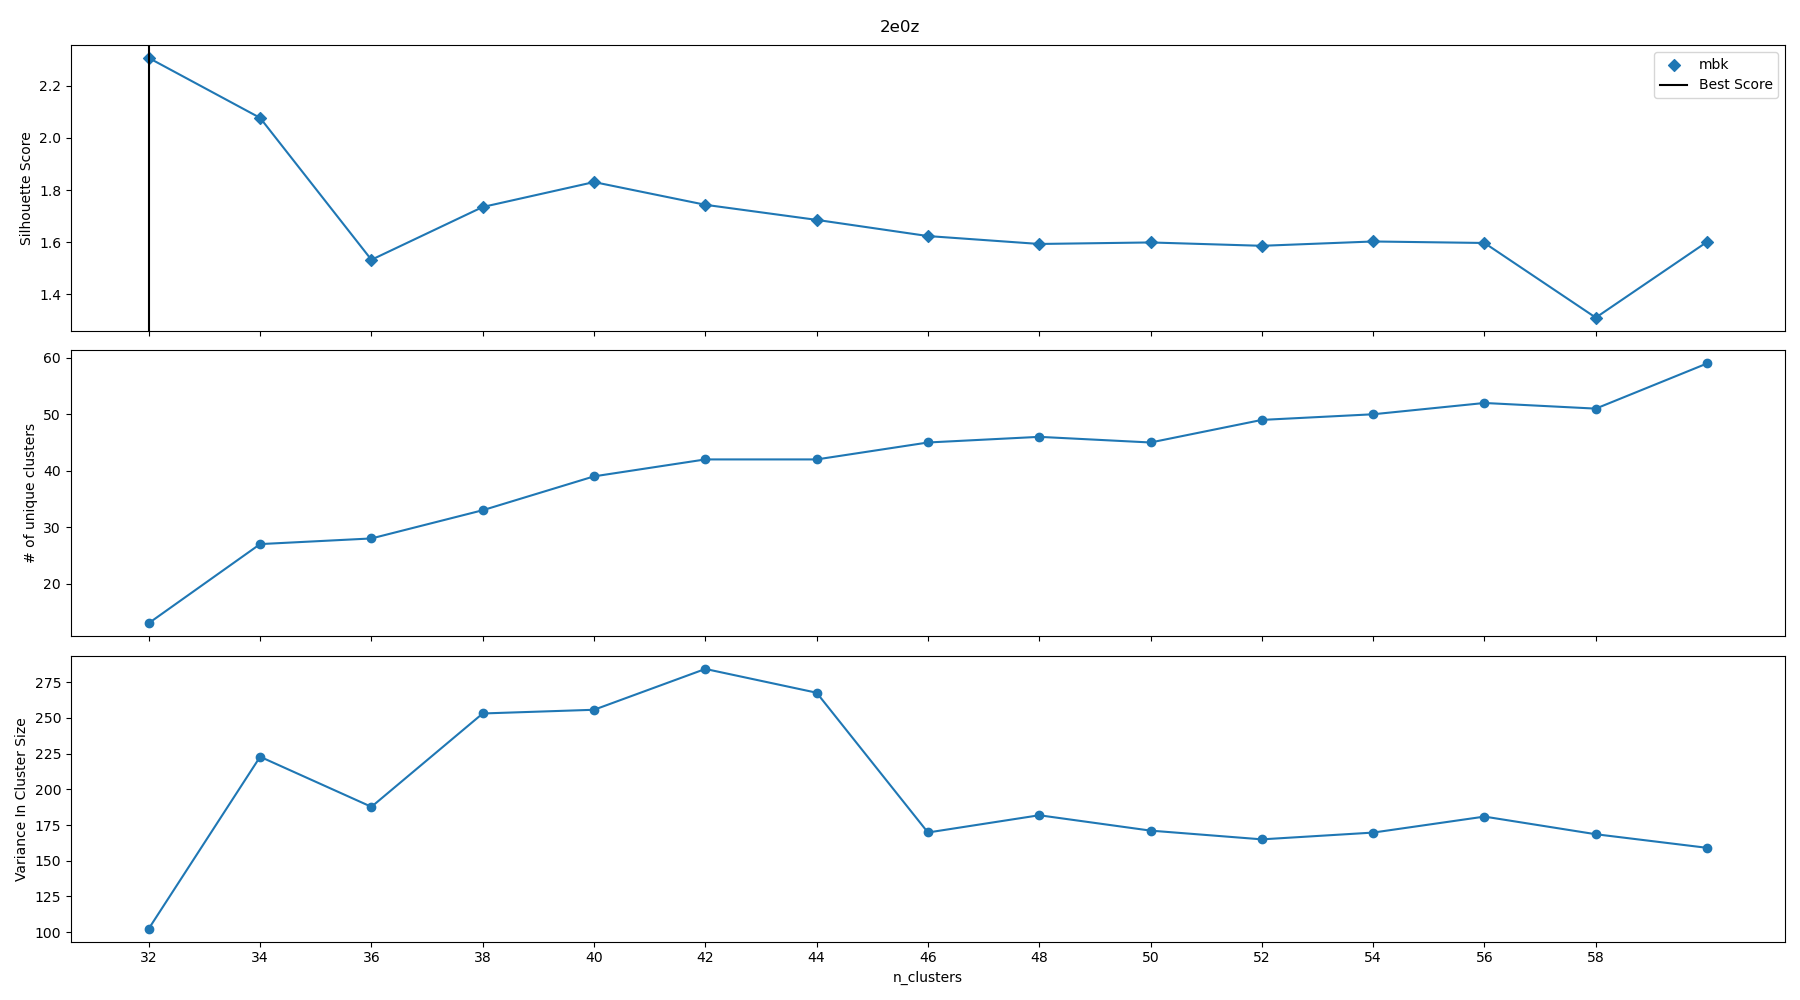 2e0z
mbk
Best Score
Silhouette Score
2.2
2.0
1.8
1.6
1.4
# of unique clusters
60
50
40
30
20
Variance In Cluster Size
275
250
225
200
175
150
125
100
32 34 36 38 40 42 44 46 48 50 52 54 56 58
n_clusters